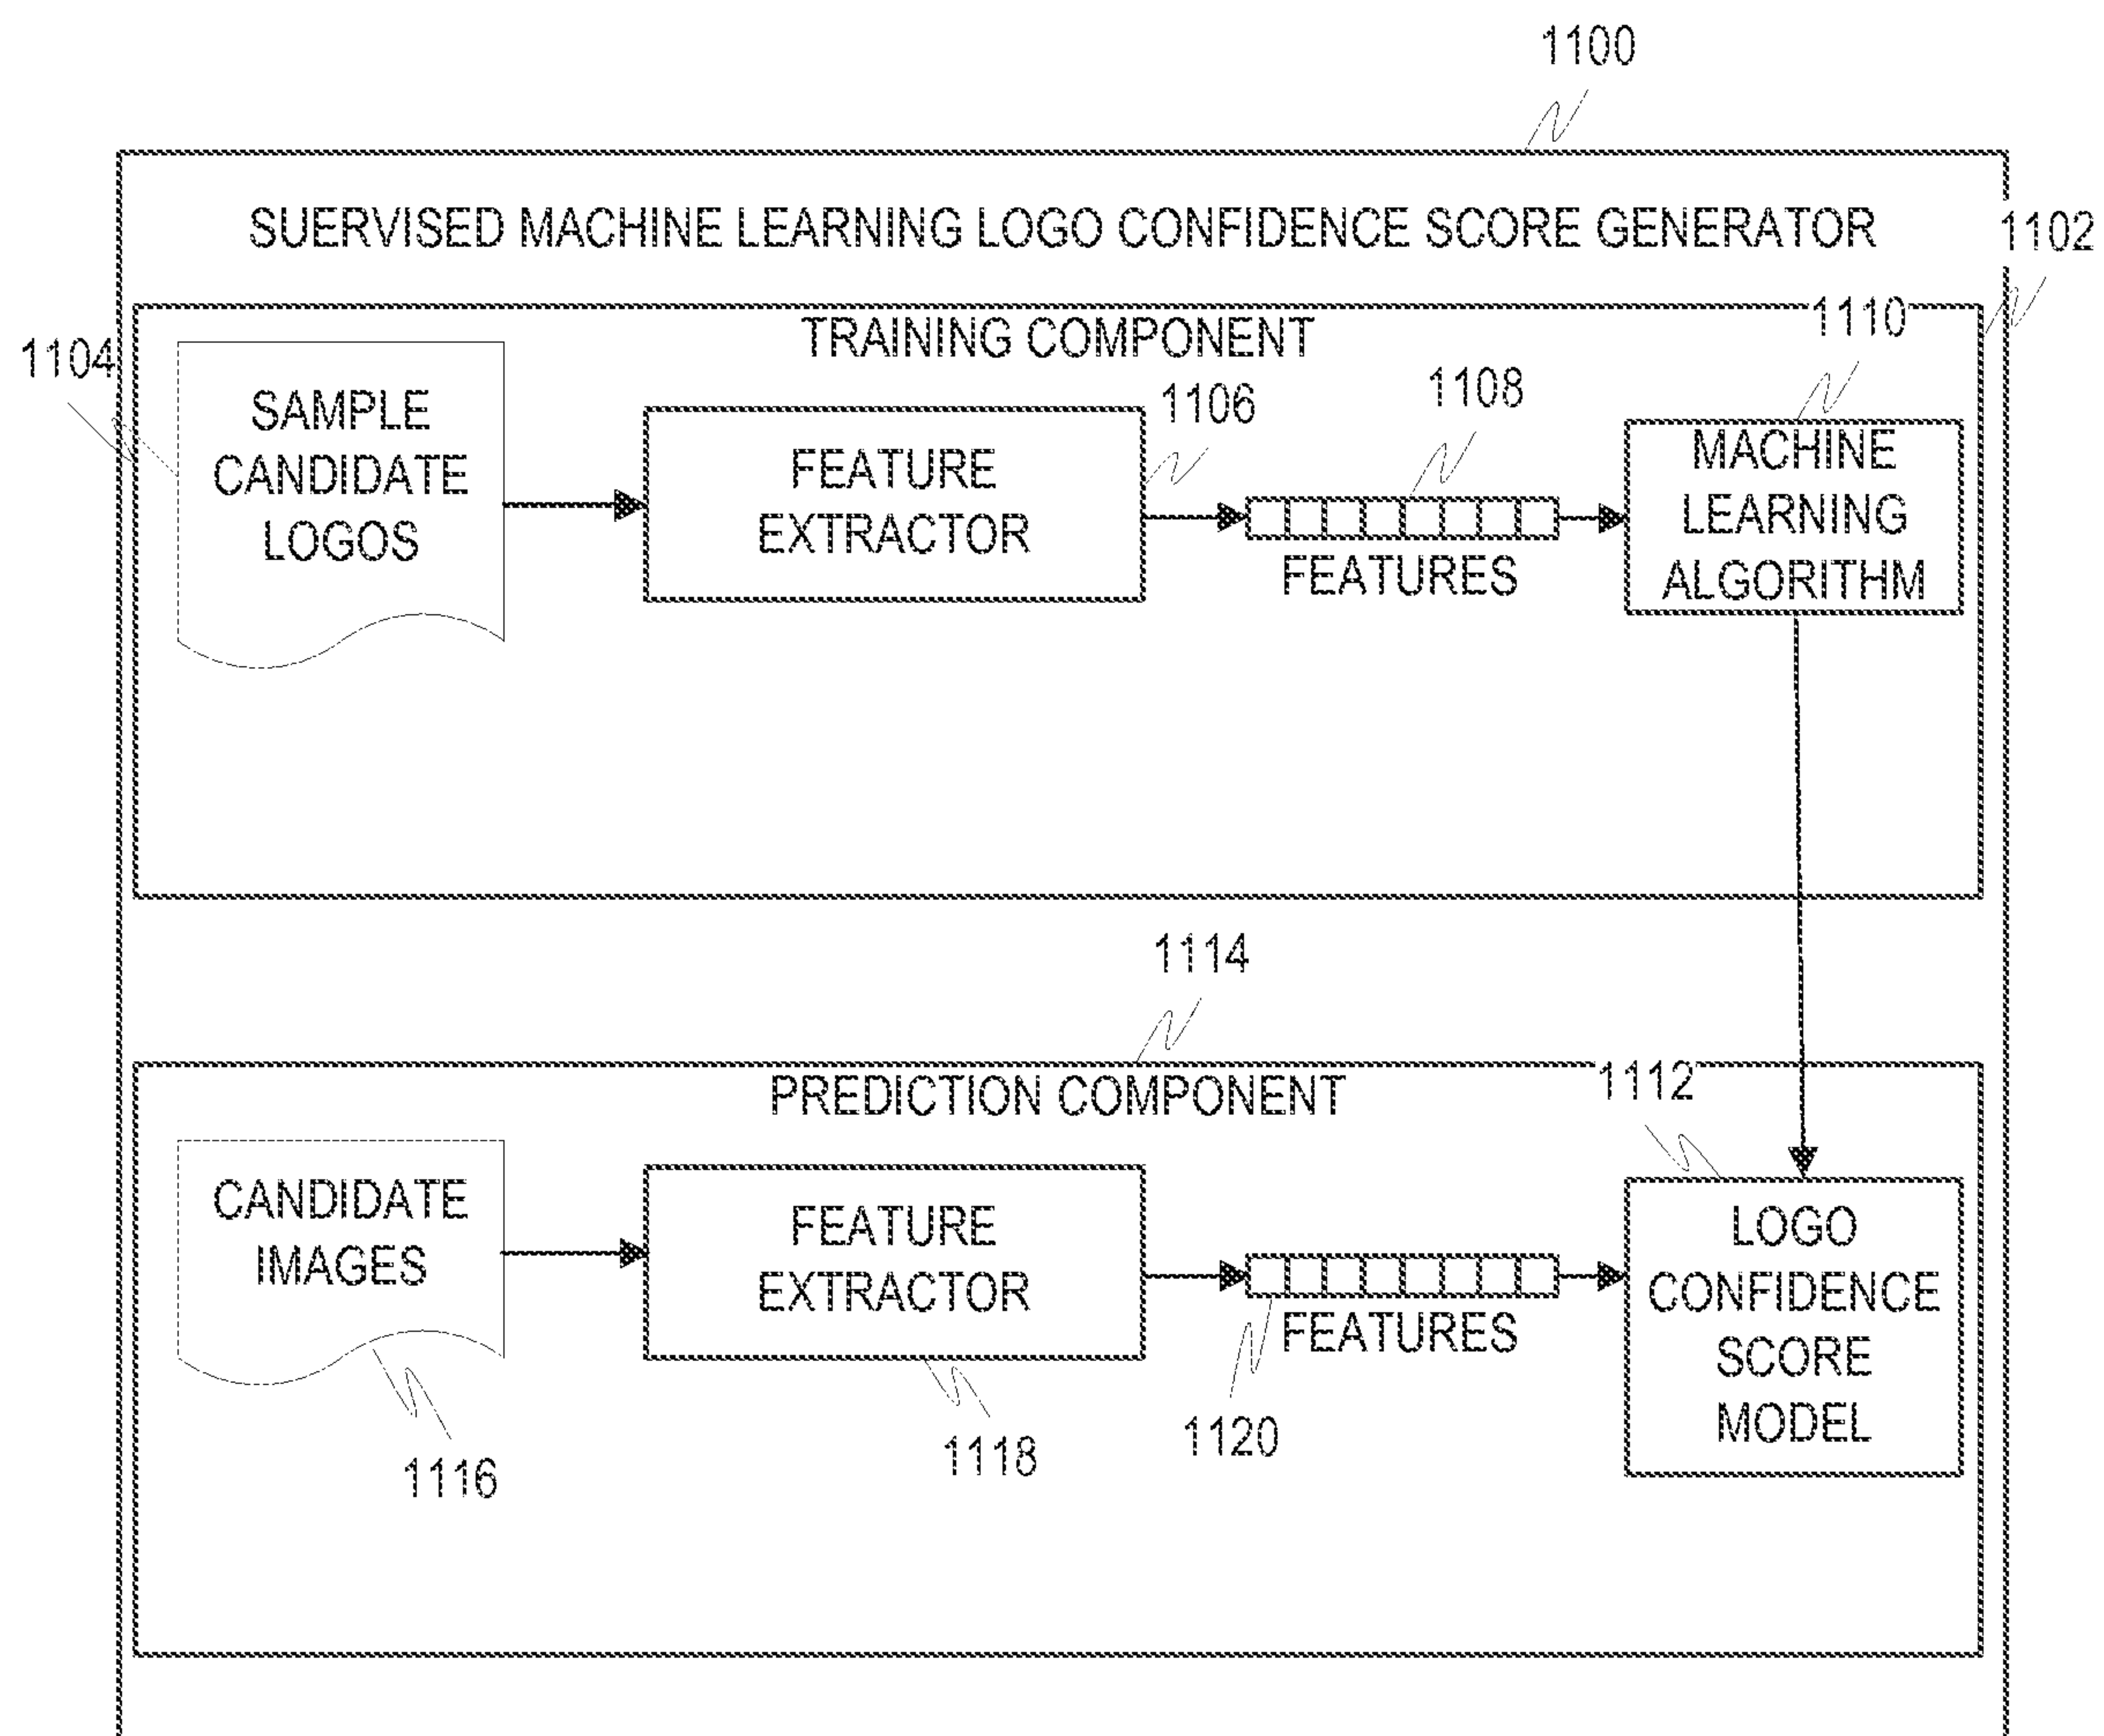 1100
SUERVISED MACHINE LEARNING LOGO CONFIDENCE SCORE GENERATOR
1102
TRAINING COMPONENT
1104
SAMPLE
CANDIDATE
LOGOS
FEATURE
EXTRACTOR
1106
1108
FEATURES
1110
MACHINE
LEARNING
ALGORITHM
1114
PREDICTION COMPONENT
1112
CANDIDATE
IMAGES
1116
FEATURE
EXTRACTOR
1118
FEATURES
1120
LOGO
CONFIDENCE
SCORE
MODEL